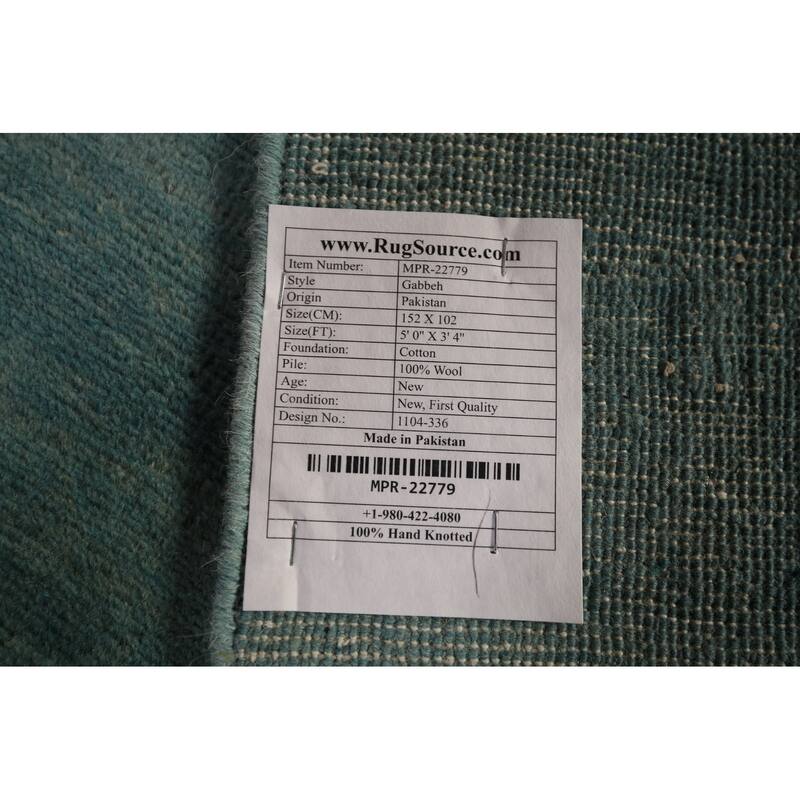 www.RugSource.com
Item Number: MPR-22779
Style Gabbeh
Origin Pakistan
Size(CM): 152 X 102
Size(FT): 5' 0" X 3' 4"
Foundation: Cotton
Pile: 100% Wool
Age: New
Condition: New, First Quality
Design No.: 1104-336
Made in Pakistan
MPR-22779
+1-980-422-4080
100% Hand Knotted